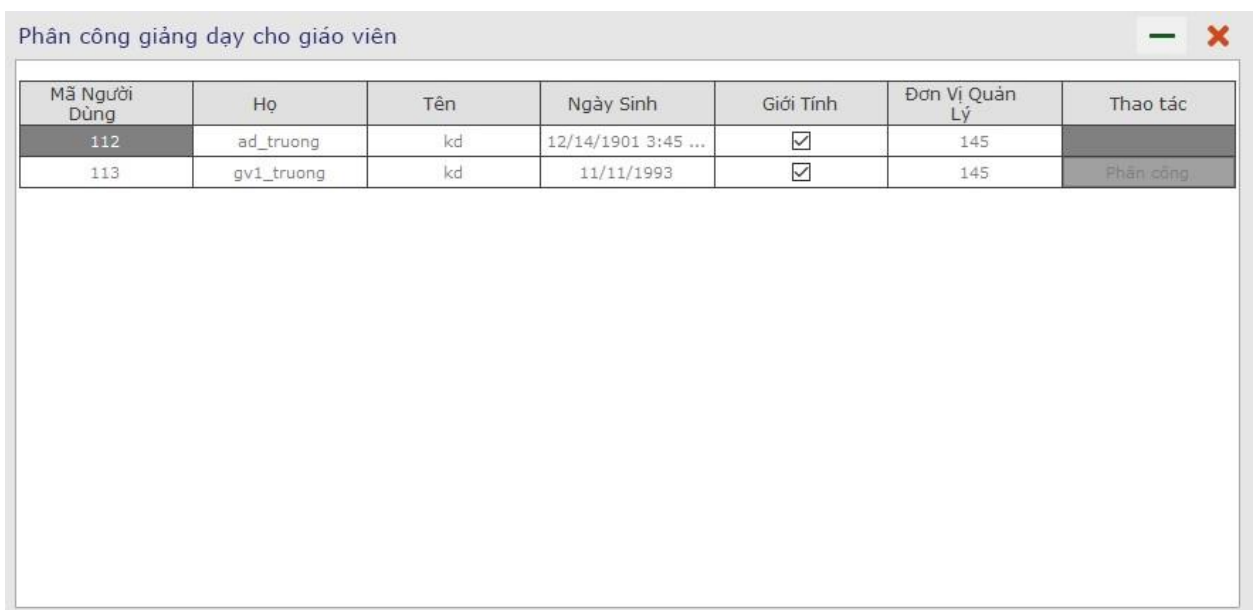 Phân công giảng dạy cho giáo viên
Mã Người Dùng Họ Tên Ngày Sinh Giới Tính Đơn Vị Quản Lý Thao tác
112 ad_truong kd 12/14/1901 3:45 ... 145
113 gv1_truong kd 11/11/1993 145 Phân công